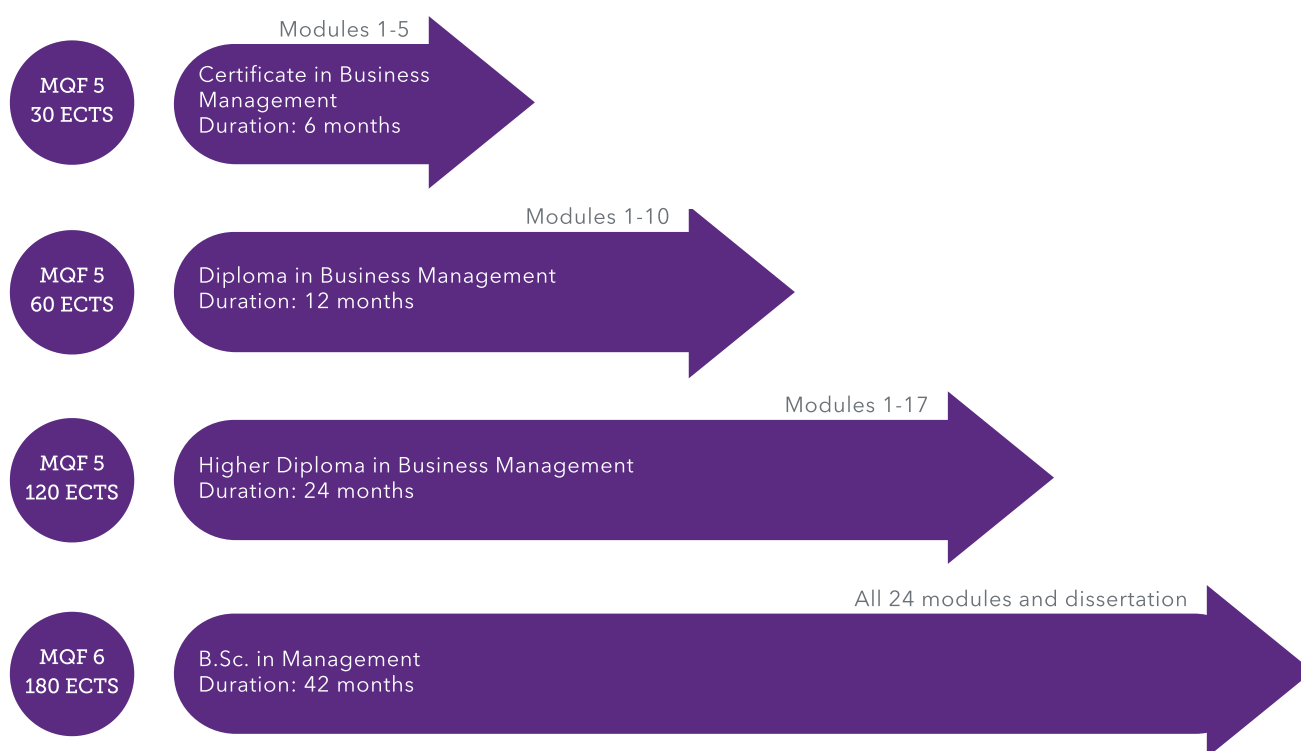 Modules 1-5
MQF 5
30 ECTS
Certificate in Business
Management
Duration: 6 months
Modules 1-10
MQF 5
60 ECTS
Diploma in Business Management
Duration: 12 months
Modules 1-17
MQF 5
120 ECTS
Higher Diploma in Business Management
Duration: 24 months
All 24 modules and dissertation
MQF 6
180 ECTS
B.Sc. in Management
Duration: 42 months